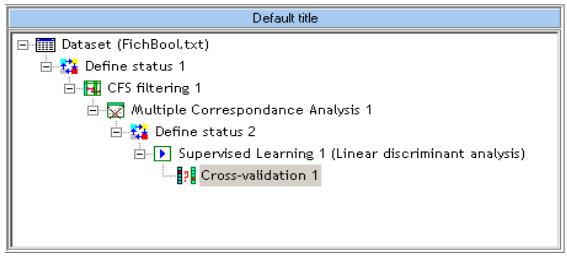 Default title
Dataset (FichBool.txt)
Define status 1
CFS filtering 1
Multiple Correspondance Analysis 1
Define status 2
Supervised Learning 1 (Linear discriminant analysis)
Cross-validation 1